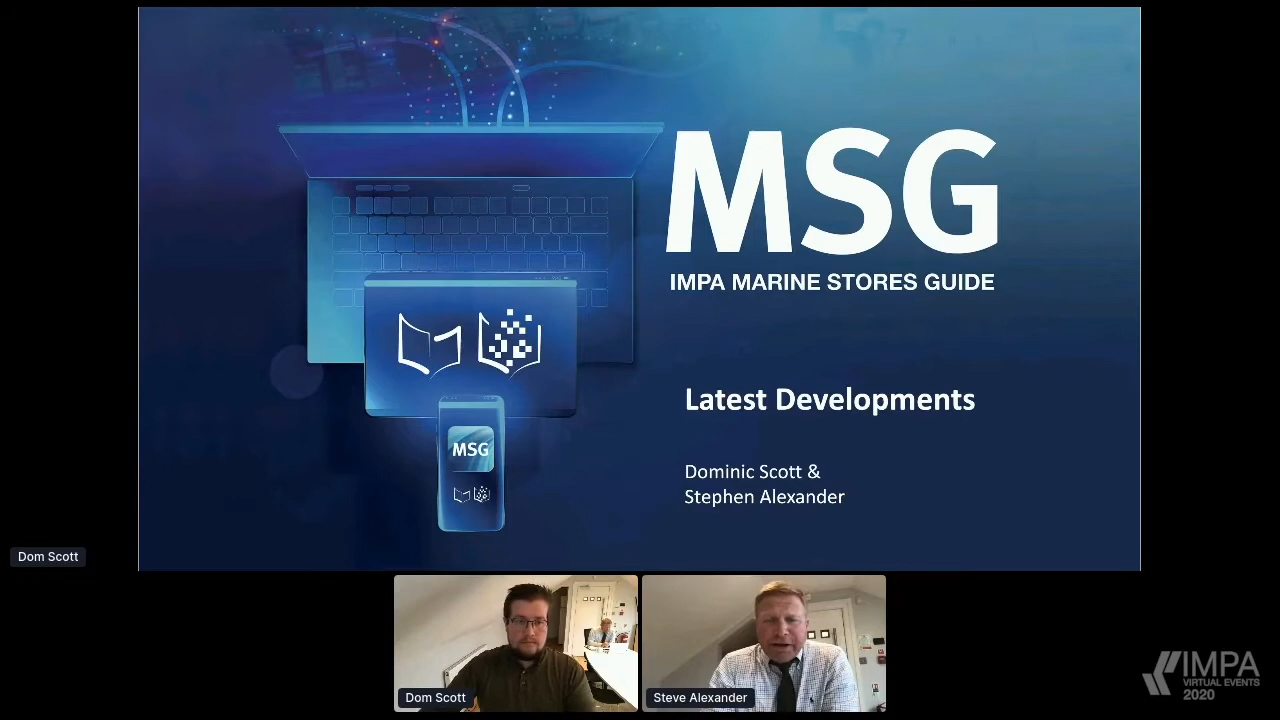 MSG
IMPA MARINE STORES GUIDE
Latest Developments
Dominic Scott &
Stephen Alexander
MSG
Dom Scott
Dom Scott
Steve Alexander
IMPA
VIRTUAL EVENTS
2020